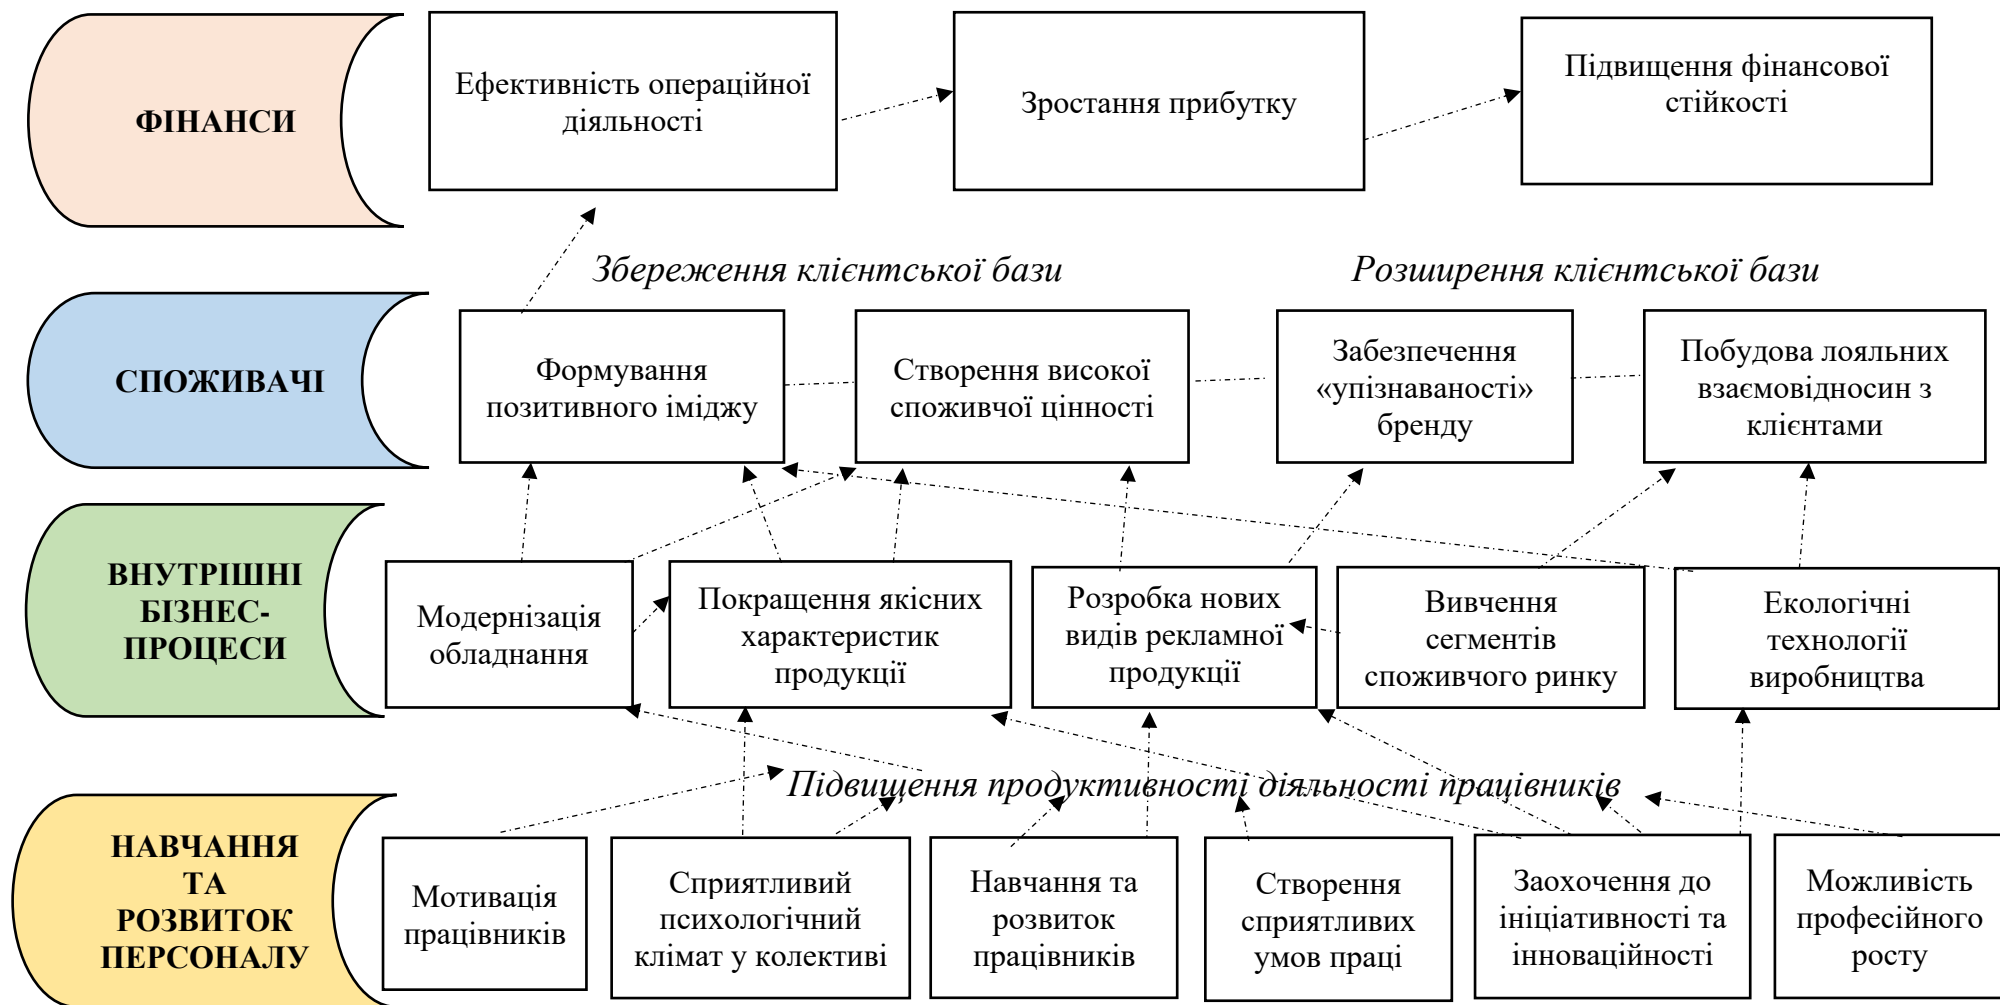 ФІНАНСИ
Ефективність операційної
діяльності
Зростання прибутку
Підвищення фінансової
стійкості
Збереження клієнтської бази
Розширення клієнтської бази
СПОЖИВАЧІ
Формування
позитивного іміджу
Створення високої
споживчої цінності
Забезпечення
«упізнаваності»
бренду
Побудова лояльних
взаємовідносин з
клієнтами
ВНУТРІШНІ
БІЗНЕС-
ПРОЦЕСИ
Модернізація
обладнання
Покращення якісних
характеристик
продукції
Розробка нових
видів рекламної
продукції
Вивчення
сегментів
споживчого ринку
Екологічні
технології
виробництва
Підвищення продуктивності діяльності працівників
НАВЧАННЯ
ТА
РОЗВИТОК
ПЕРСОНАЛУ
Мотивація
працівників
Сприятливий
психологічний
клімат у колективі
Навчання та
розвиток
працівників
Створення
сприятливих
умов праці
Заохочення до
ініціативності та
інноваційності
Можливість
професійного
росту